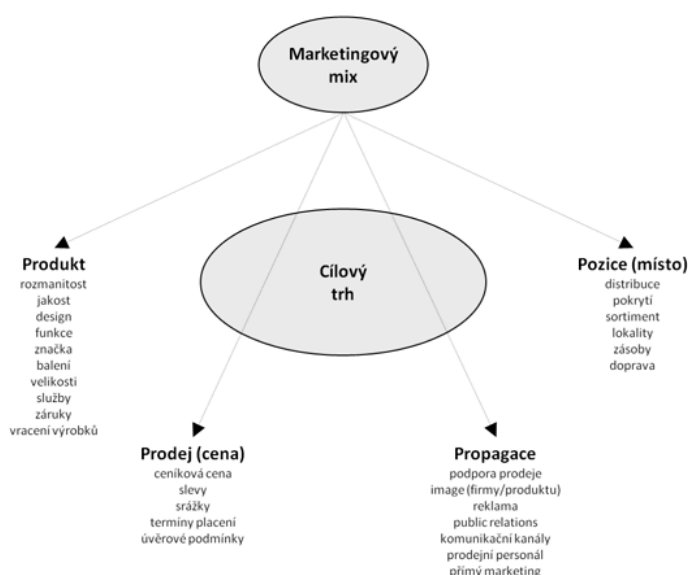 Marketingový
mix
Cílový
trh
Produkt
rozmanitost
jakost
design
funkce
značka
balení
velikosti
služby
záruky
vracení výrobků
Pozice (místo)
distribuce
pokrytí
sortiment
lokality
zásoby
doprava
Prodej (cena)
ceníková cena
slevy
srážky
termíny placení
úvěrové podmínky
Propagace
podpora prodeje
image (firmy/produktu)
reklama
public relations
komunikační kanály
prodejní personál
přímý marketing